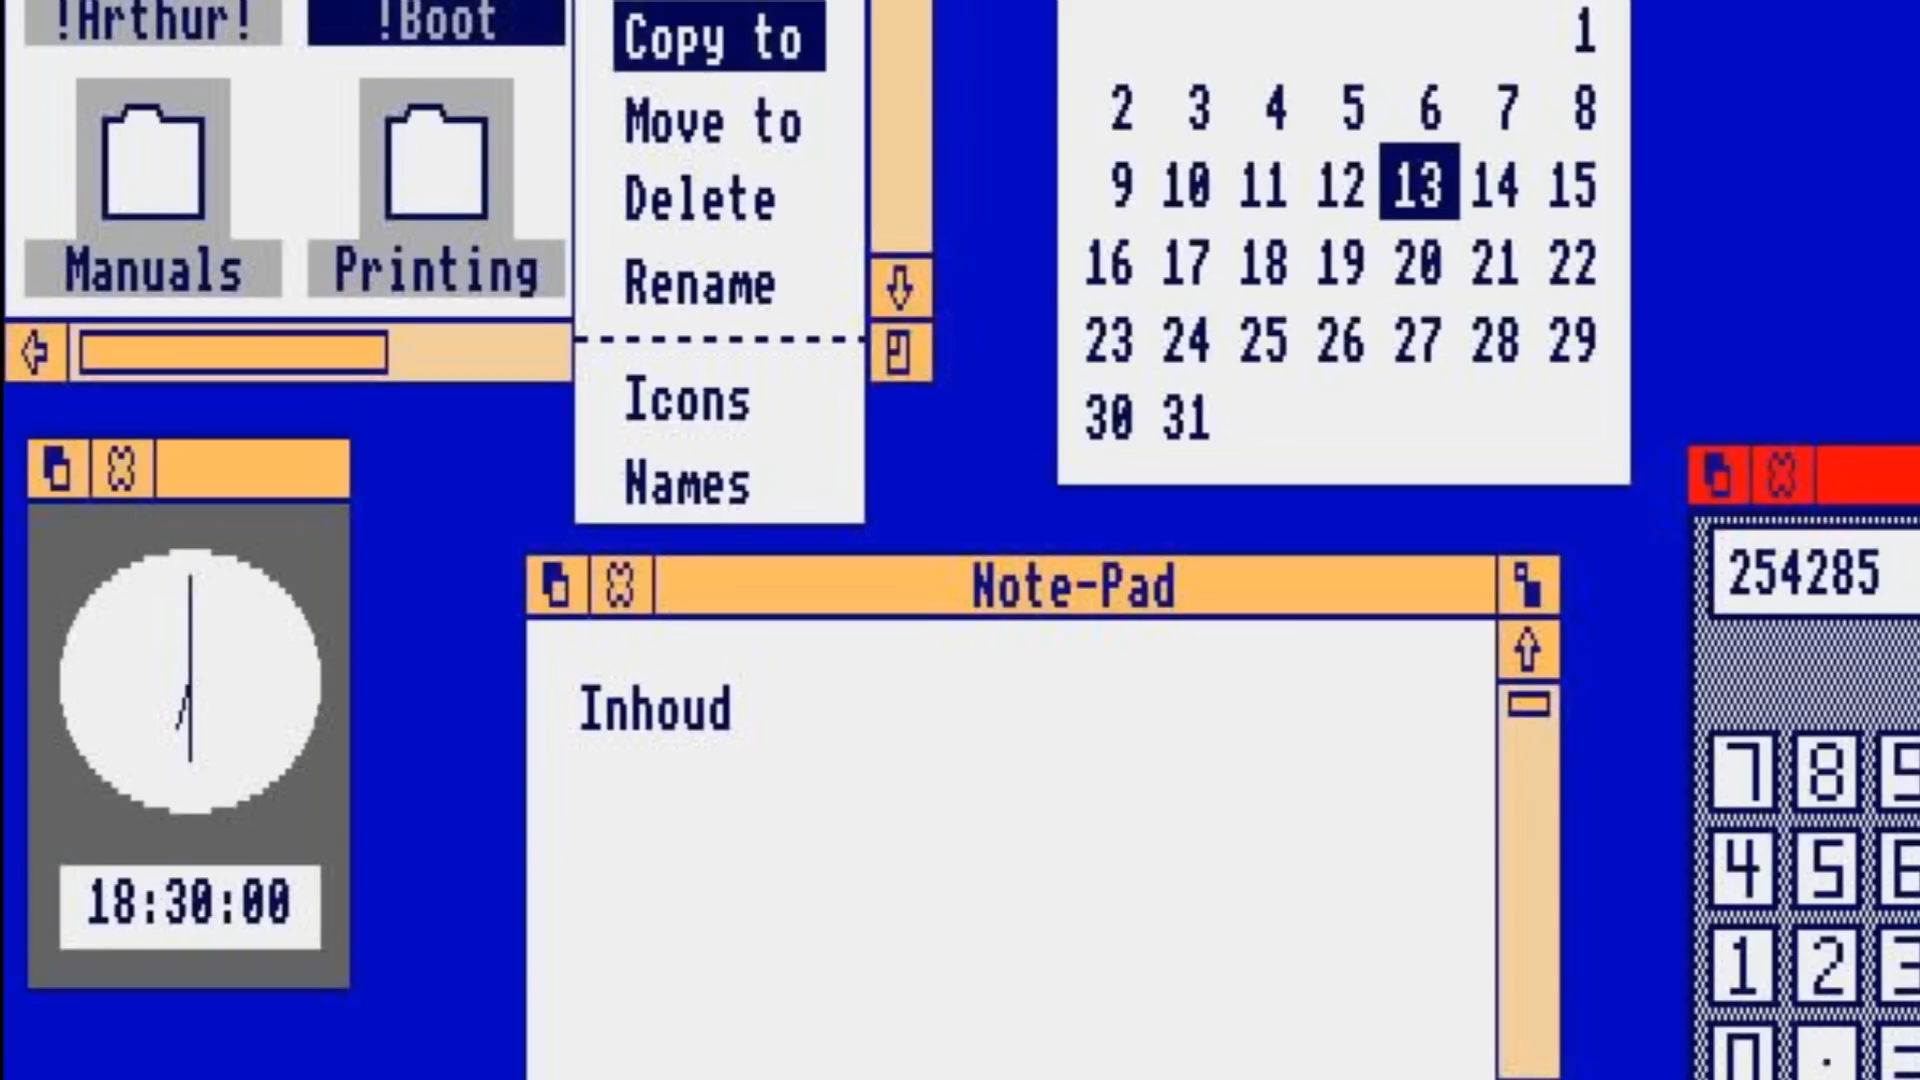 !Arthur! !Boot
Manuals Printing
Copy to
Move to
Delete
Rename
Icons
Names
1
2 3 4 5 6 7 8
9 10 11 12 13 14 15
16 17 18 19 20 21 22
23 24 25 26 27 28 29
30 31
18:30:00
Note-Pad
Inhoud
254285
7 8 9
4 5 6
1 2 3
0 .